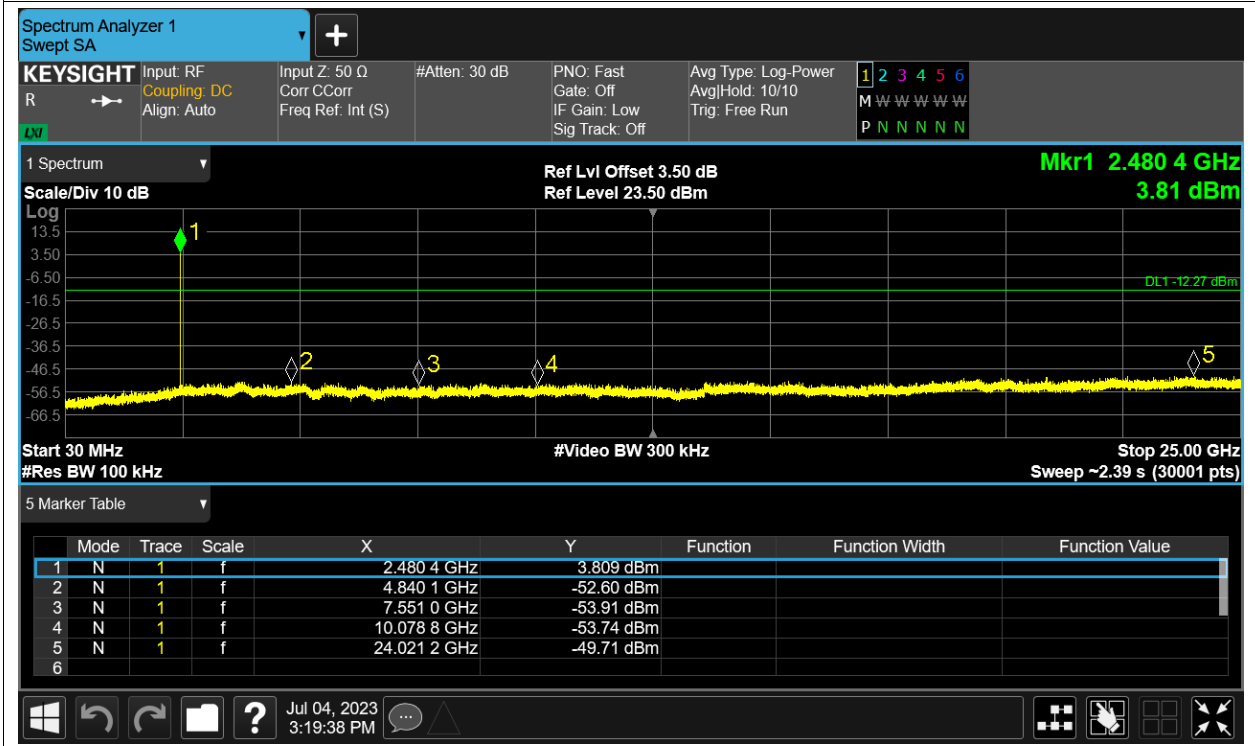 Spectrum Analyzer 1
Swept SA
+
KEYSIGHT Input: RF Input Z: 50 Ω #Atten: 30 dB PNO: Fast Avg Type: Log-Power 1 2 3 4 5 6
R Coupling: DC Corr CCorr Gate: Off Avg|Hold: 10/10 M W W W W W
Align: Auto Freq Ref: Int (S) IF Gain: Low Trig: Free Run
LXI Sig Track: Off P N N N N N
1 Spectrum
Ref Lvl Offset 3.50 dB Mkr1 2.480 4 GHz
Scale/Div 10 dB Ref Level 23.50 dBm 3.81 dBm
Log
13.5
3.50
-6.50
-16.5
-26.5
-36.5
-46.5
-56.5
-66.5
1
DL1 -12.27 dBm
2
3
4
5
Start 30 MHz #Video BW 300 kHz Stop 25.00 GHz
#Res BW 100 kHz Sweep ~2.39 s (30001 pts)
5 Marker Table
Mode Trace Scale X Y Function Function Width Function Value
1 N 1 f 2.480 4 GHz 3.809 dBm
2 N 1 f 4.840 1 GHz -52.60 dBm
3 N 1 f 7.551 0 GHz -53.91 dBm
4 N 1 f 10.078 8 GHz -53.74 dBm
5 N 1 f 24.021 2 GHz -49.71 dBm
6
?
Jul 04, 2023
3:19:38 PM